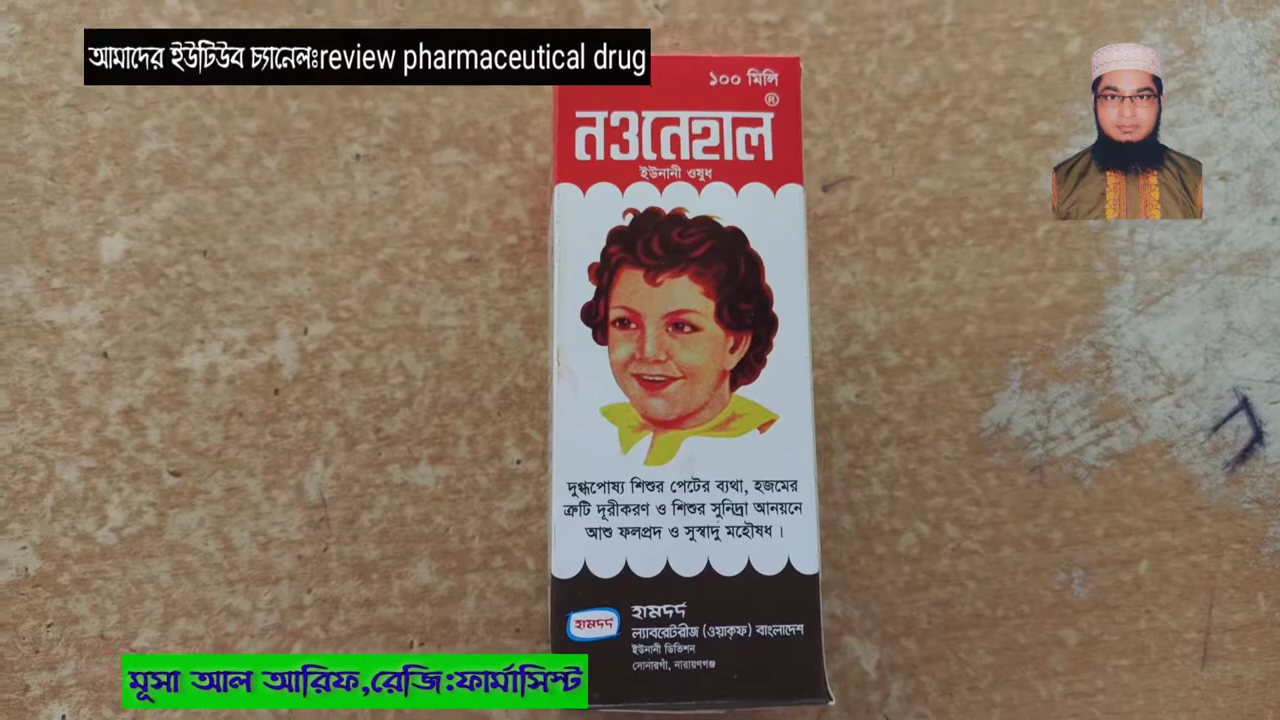 আমাদের ইউটিউব চ্যানেলঃreview pharmaceutical drug
১০০ মিলি
নওনেহাল®
ইউনানী ওষুধ
দুগ্ধপোষ্য শিশুর পেটের ব্যথা, হজমের
ত্রুটি দূরীকরণ ও শিশুর সুনিদ্রা আনয়নে
আশু ফলপ্রদ ও সুস্বাদু মহৌষধ।
হামদর্দ
হামদর্দ
ল্যাবরেটরীজ (ওয়াক্‌ফ) বাংলাদেশ
ইউনানী ডিভিশন
সোনারগাঁ, নারায়ণগঞ্জ
মূসা আল আরিফ,রেজি:ফার্মাসিস্ট